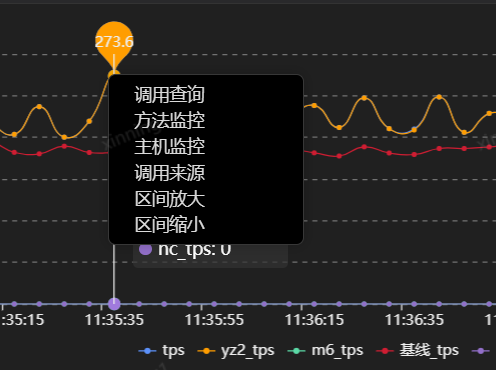 273.6
调用查询
方法监控
主机监控
调用来源
区间放大
区间缩小
nc_tps: 0
:35:15 11:35:35 11:35:55 11:16:15 11:36:35
tps yz2_tps m6_tps 基线_tps